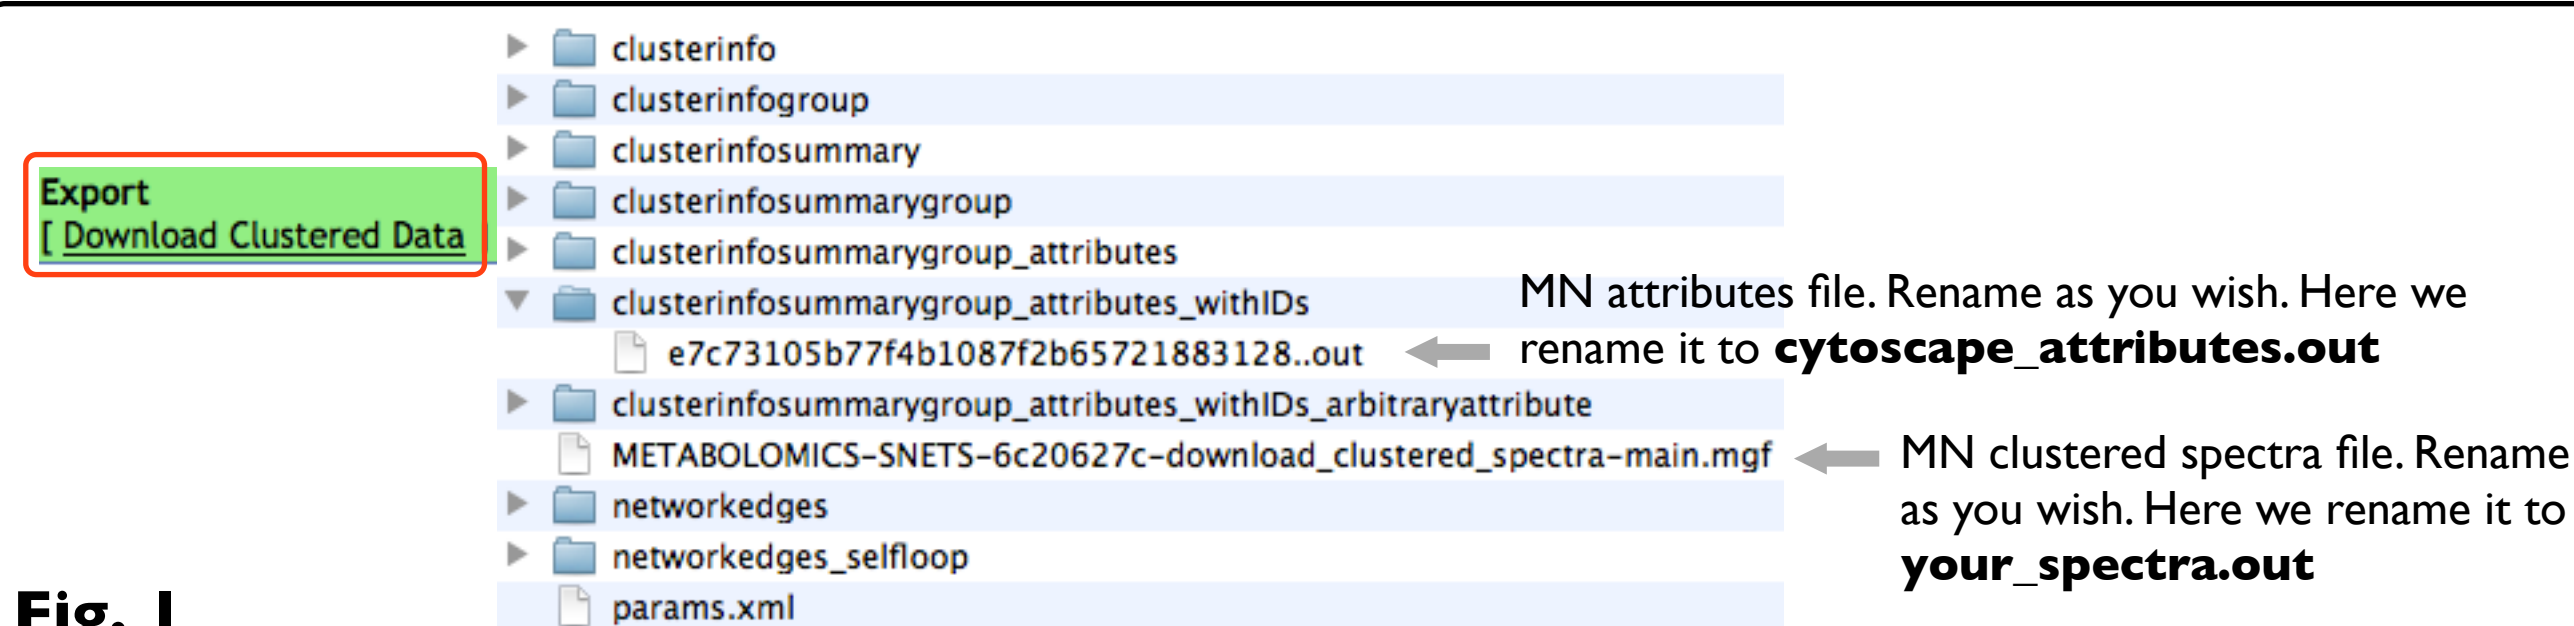 Export
[ Download Clustered Data
clusterinfo
clusterinfogroup
clusterinfosummary
clusterinfosummarygroup
clusterinfosummarygroup_attributes
clusterinfosummarygroup_attributes_withIDs
e7c73105b77f4b1087f2b65721883128..out
clusterinfosummarygroup_attributes_withIDs_arbitraryattribute
METABOLOMICS-SNETS-6c20627c-download_clustered_spectra-main.mgf
networkedges
networkedges_selfloop
params.xml
MN attributes file. Rename as you wish. Here we
rename it to cytoscape_attributes.out
MN clustered spectra file. Rename
as you wish. Here we rename it to
your_spectra.out
Fig. 1